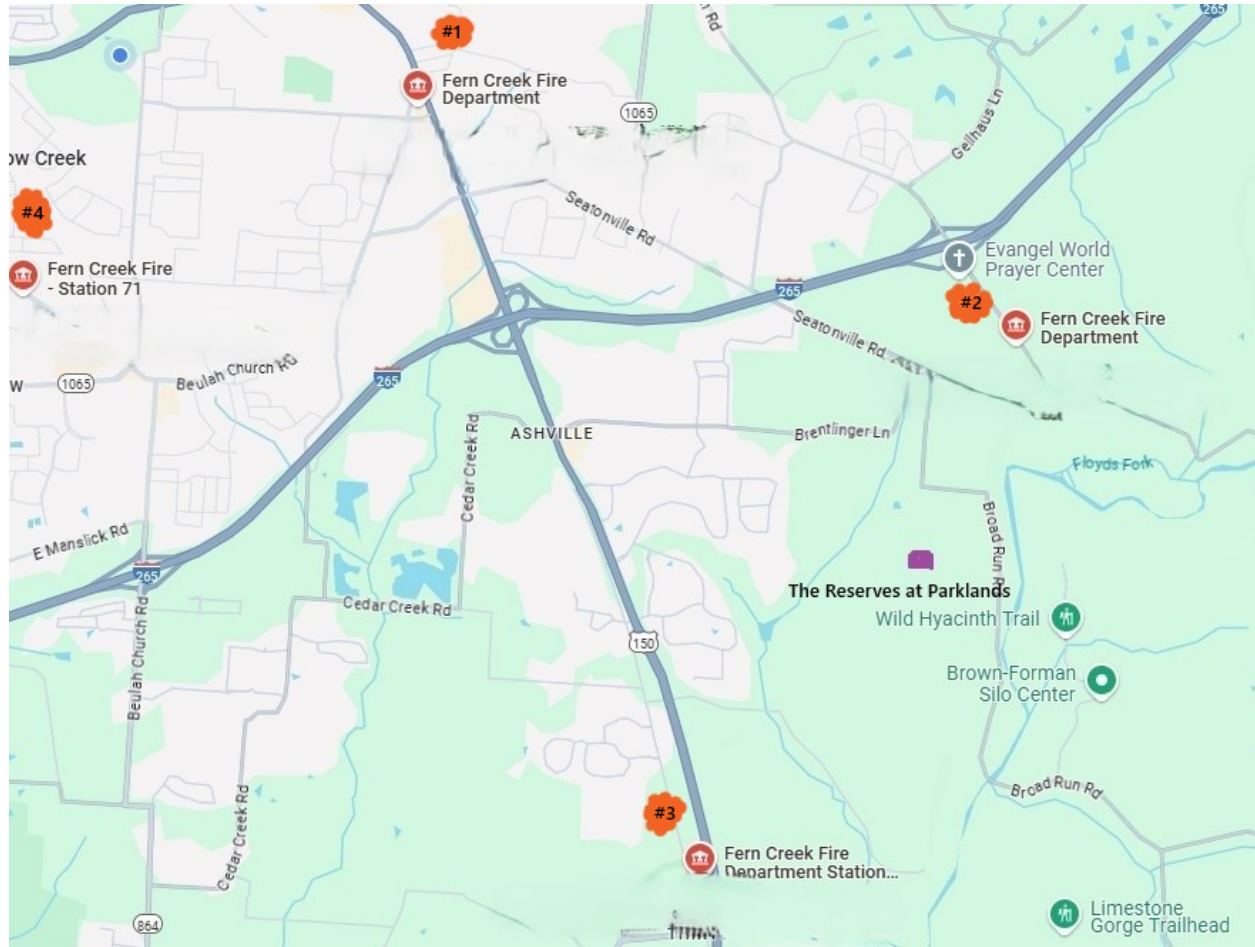 265
#1
Fern Creek Fire
Department
1065
Rd
Gellhaus Ln
ow Creek
#4
Seatonville Rd
Fern Creek Fire
- Station 71
Evangel World
Prayer Center
265
#2
Fern Creek Fire
Department
Seatonville Rd
Beulah Church Rd
265
w
1065
Cedar Creek Rd
ASHVILLE
Brentlinger Ln
Floyds Fork
E Manslick Rd
Broad Run Rd
265
The Reserves at Parklands
Cedar Creek Rd
Wild Hyacinth Trail
150
Beulah Church Rd
Brown-Forman
Silo Center
Broad Run Rd
#3
Cedar Creek Rd
Fern Creek Fire
Department Station...
864
Limestone
Gorge Trailhead